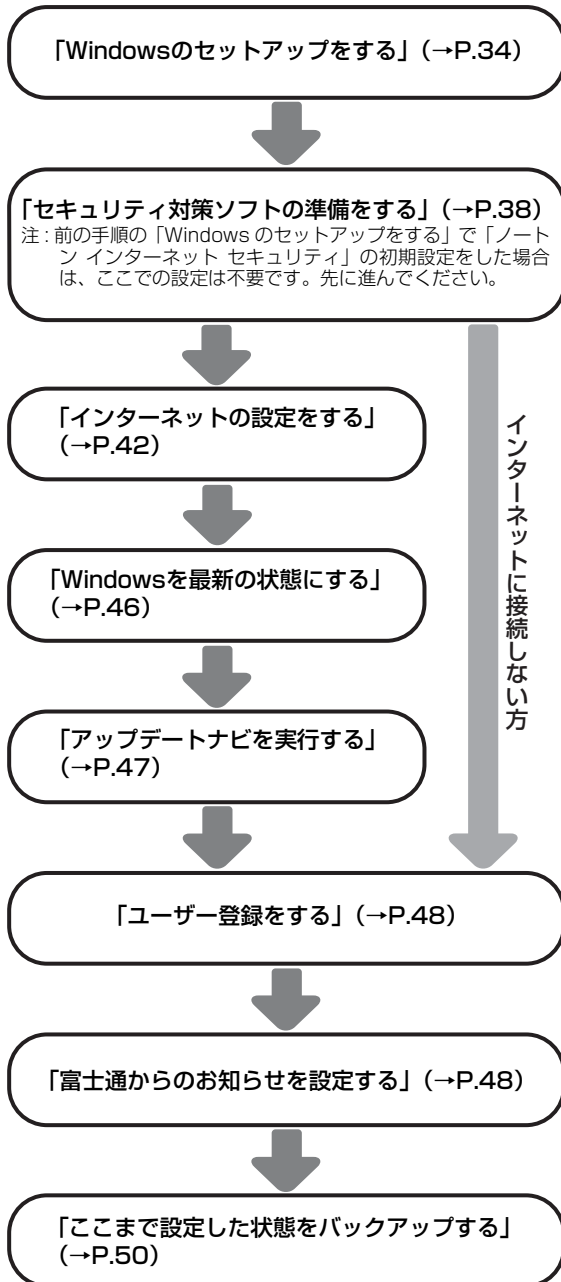 「Windowsのセットアップをする」(→P.34)
「セキュリティ対策ソフトの準備をする」(→P.38)
注：前の手順の「Windows のセットアップをする」で「ノート
ン インターネット セキュリティ」の初期設定をした場合
は、ここでの設定は不要です。先に進んでください。
「インターネットの設定をする」
(→P.42)
インターネットに接続しない方
「Windowsを最新の状態にする」
(→P.46)
「アップデートナビを実行する」
(→P.47)
「ユーザー登録をする」(→P.48)
「富士通からのお知らせを設定する」(→P.48)
「ここまで設定した状態をバックアップする」
(→P.50)